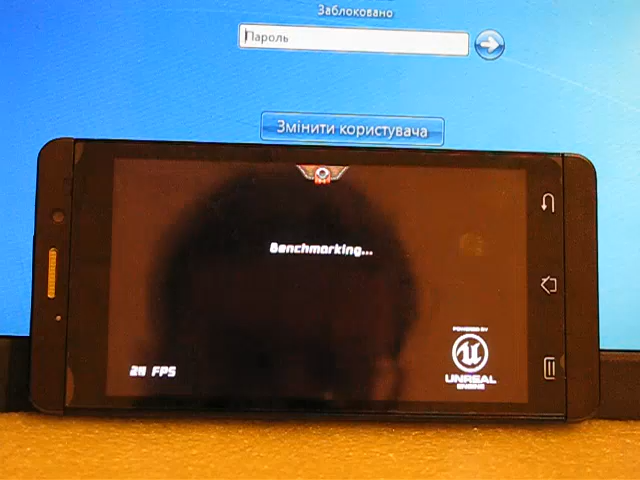 Заблоковано
Пароль
Змінити користувача
Benchmarking...
FPS
POWERED BY
UNREAL
ENGINE